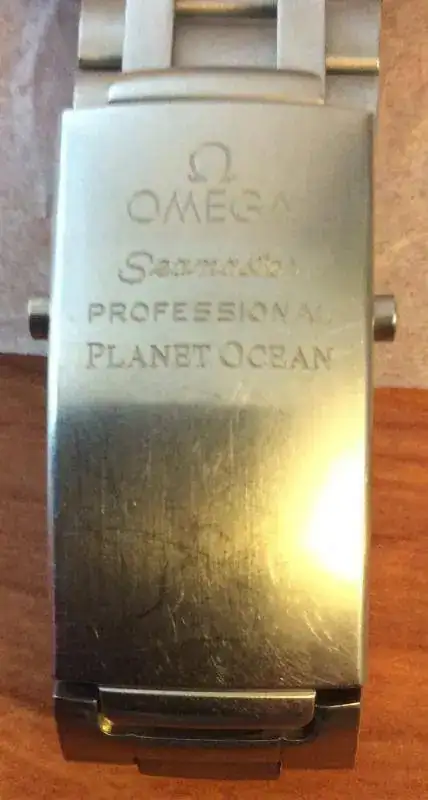 Ω
OMEGA
Seamaster
PROFESSIONAL
PLANET OCEAN